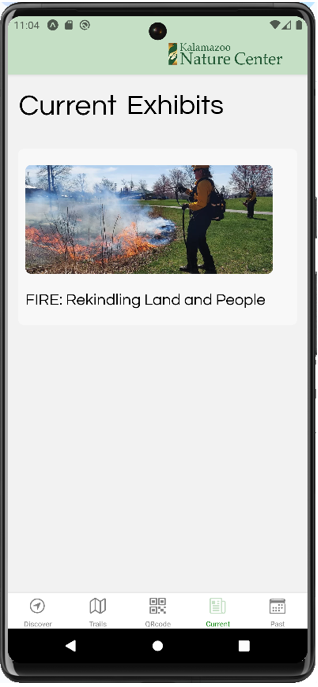 11:04
Kalamazoo
Nature Center
Current Exhibits
FIRE: Rekindling Land and People
Discover
Trails
QRcode
Current
Past